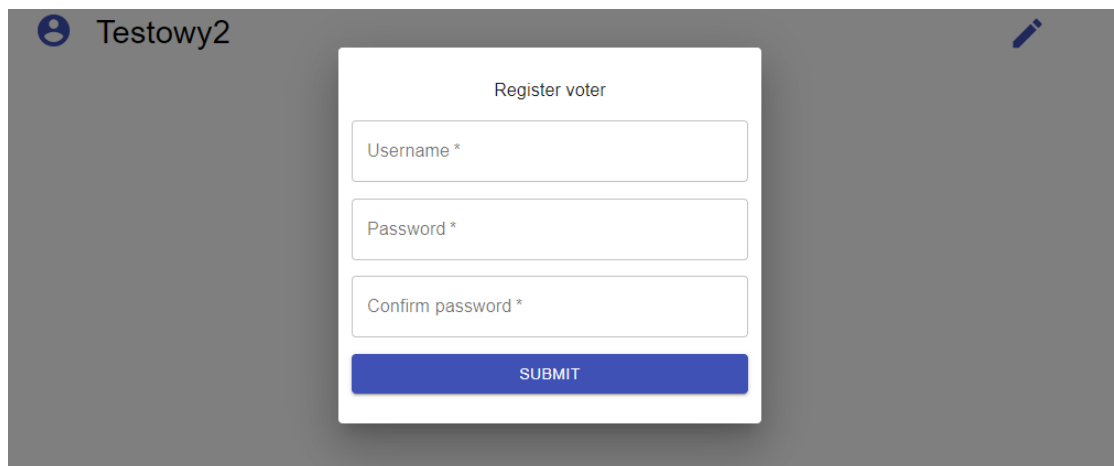 Testowy2
Register voter
Username *
Password *
Confirm password *
SUBMIT